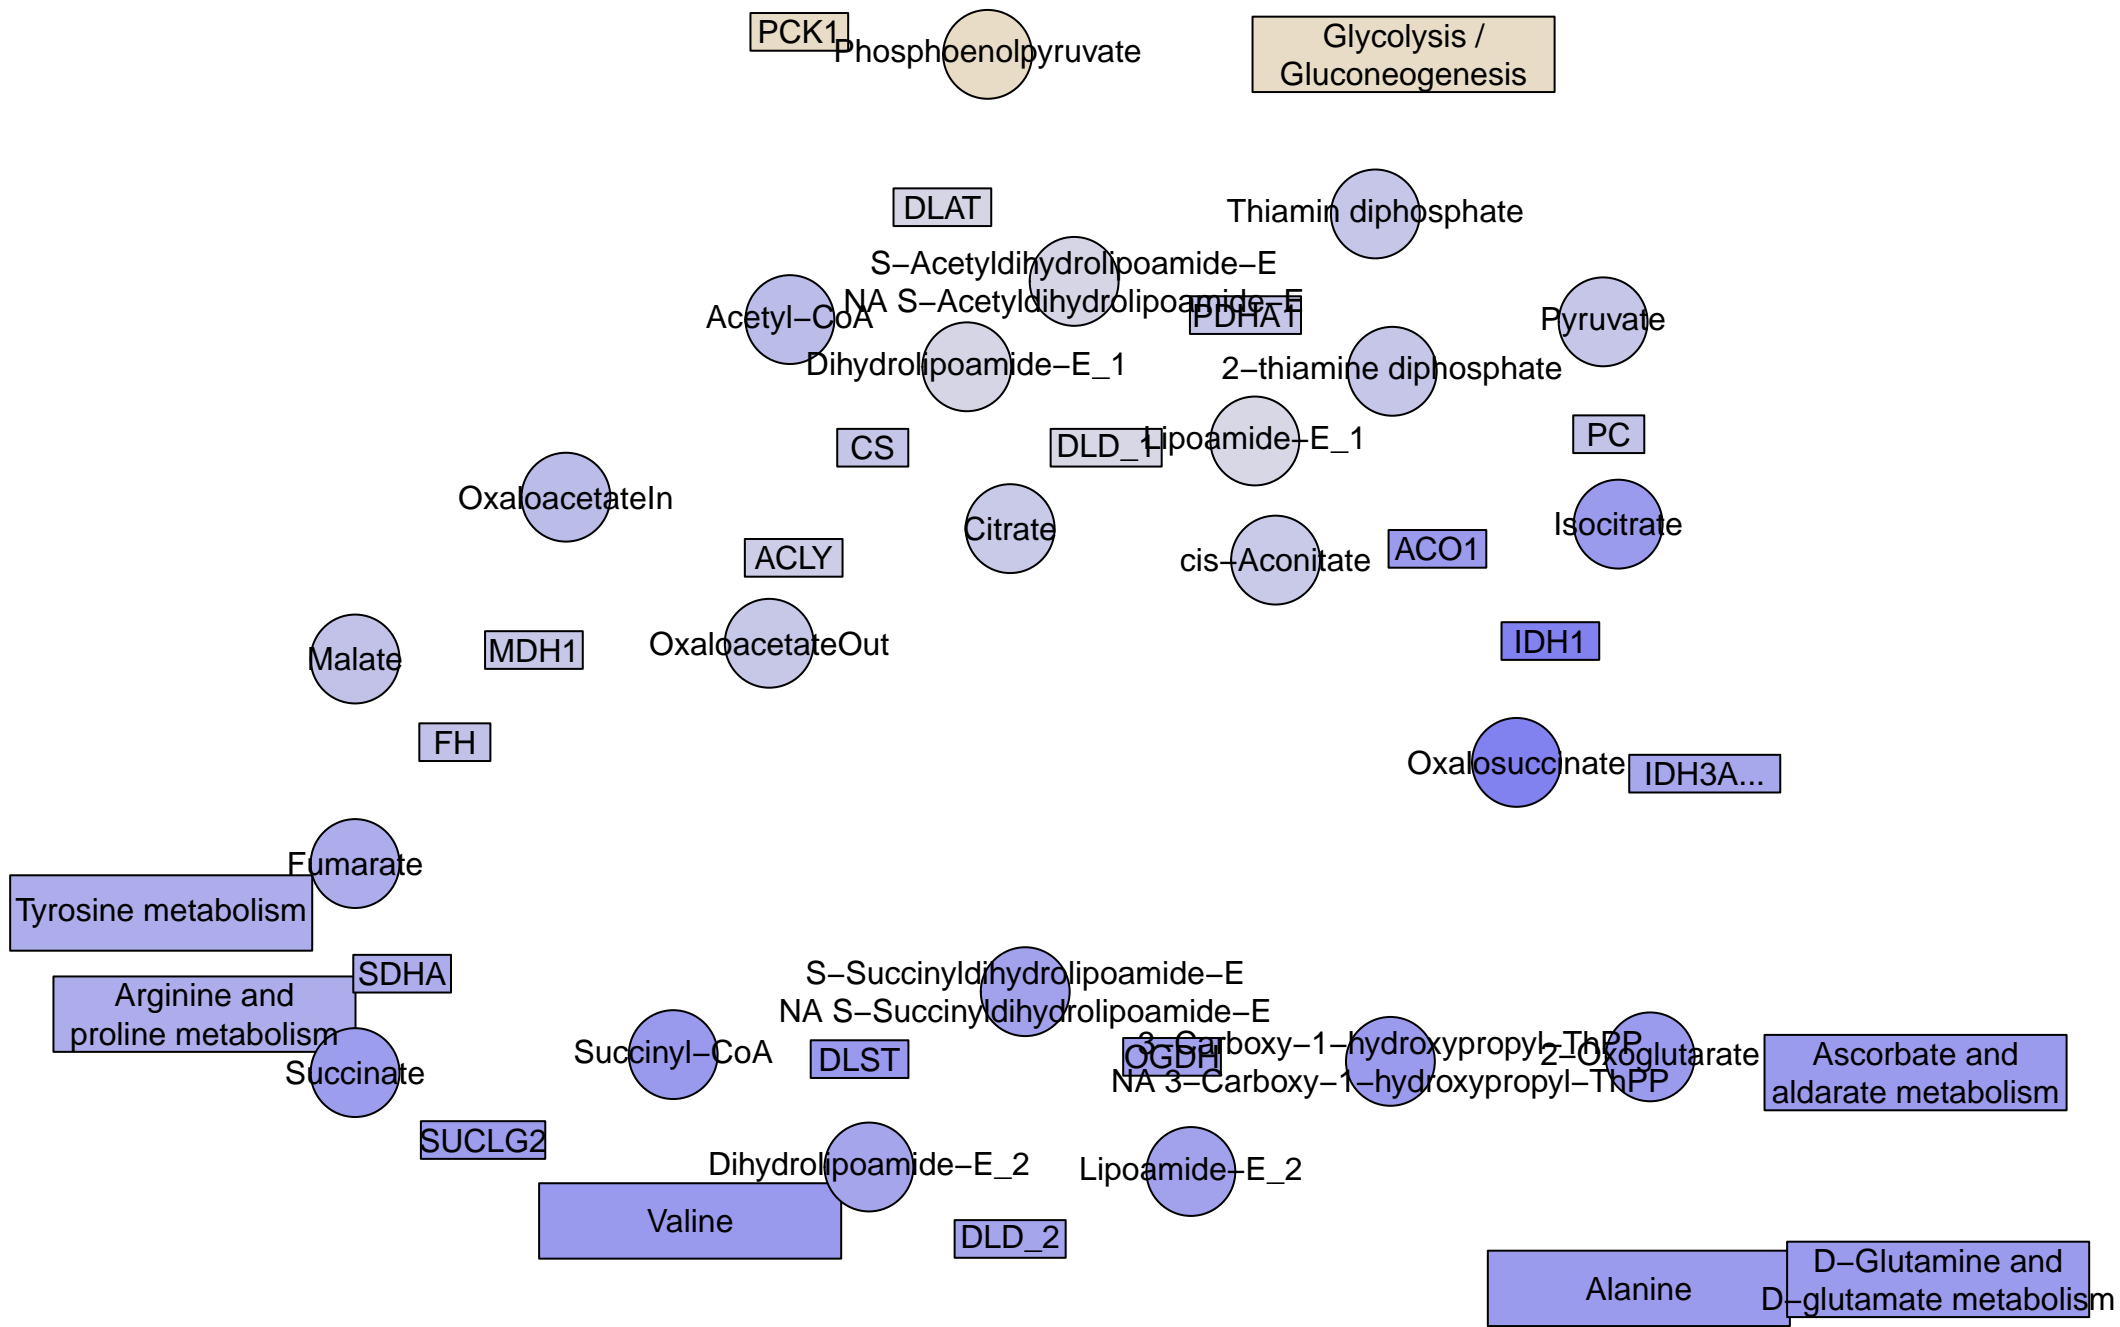 PCK1
Phosphoenolpyruvate
Glycolysis /
Gluconeogenesis
DLAT
Thiamin diphosphate
S−Acetyldihydrolipoamide−E
NA S−Acetyldihydrolipoamide−E
Acetyl−CoA
PDHA1
Pyruvate
Dihydrolipoamide−E_1
2−thiamine diphosphate
CS
DLD_1
Lipoamide−E_1
PC
OxaloacetateIn
Citrate
Isocitrate
ACLY
cis−Aconitate
ACO1
Malate
MDH1
OxaloacetateOut
IDH1
FH
Oxalosuccinate
IDH3A...
Fumarate
Tyrosine metabolism
SDHA
Arginine and
proline metabolism
S−Succinyldihydrolipoamide−E
NA S−Succinyldihydrolipoamide−E
Succinate
Succinyl−CoA
DLST
OGDH
3−Carboxy−1−hydroxypropyl−ThPP
NA 3−Carboxy−1−hydroxypropyl−ThPP
2−Oxoglutarate
Ascorbate and
aldarate metabolism
SUCLG2
Dihydrolipoamide−E_2
Lipoamide−E_2
Valine
DLD_2
Alanine
D−Glutamine and
D−glutamate metabolism